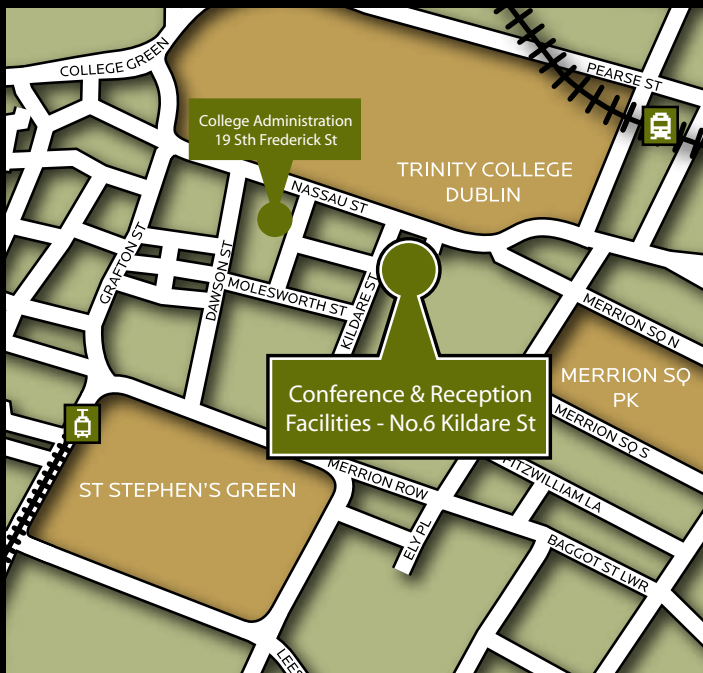 COLLEGE GREEN
PEARSE ST
College Administration
19 Sth Frederick St
TRINITY COLLEGE
DUBLIN
NASSAU ST
GRAFTON ST
DAWSON ST
MOLESWORTH ST
KILDARE ST
MERRION SQ N
MERRION SQ
PK
Conference & Reception
Facilities - No.6 Kildare St
MERRION SQ S
ST STEPHEN'S GREEN
MERRION ROW
FITZWILLIAM LA
ELY PL
BAGGOT ST LWR
LEES